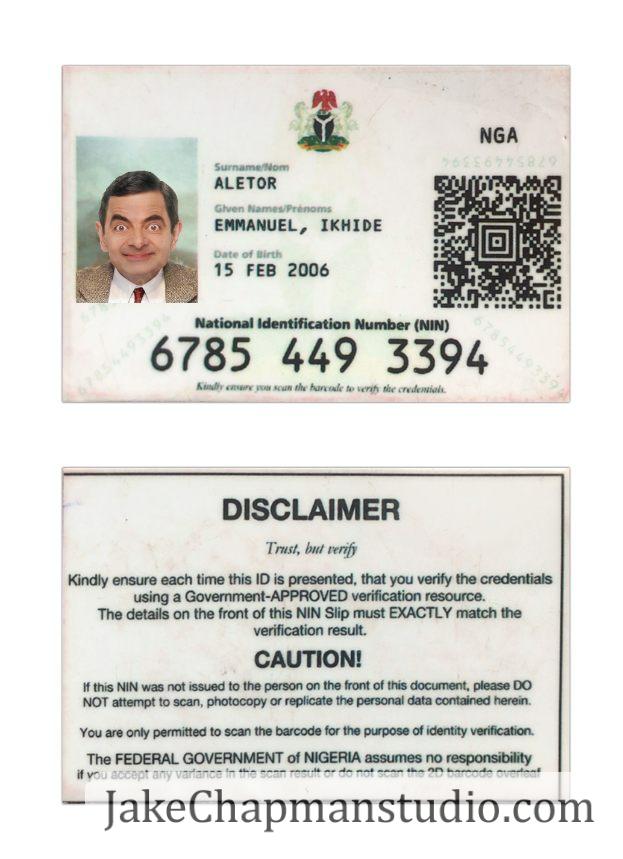 NGA
67854493394
Surname/Nom
ALETOR
Given Names/Prénoms
EMMANUEL, IKHIDE
Date of Birth
15 FEB 2006
National Identification Number (NIN)
6785 449 3394
Kindly ensure you scan the barcode to verify the credentials.
67854493394
67854493394
DISCLAIMER
Trust, but verify
Kindly ensure each time this ID is presented, that you verify the credentials
using a Government-APPROVED verification resource.
The details on the front of this NIN Slip must EXACTLY match the
verification result.
CAUTION!
If this NIN was not issued to the person on the front of this document, please DO
NOT attempt to scan, photocopy or replicate the personal data contained herein.
You are only permitted to scan the barcode for the purpose of identity verification.
The FEDERAL GOVERNMENT of NIGERIA assumes no responsibility
if you accept any variance in the scan result or do not scan the 2D barcode overleaf
JakeChapmanstudio.com